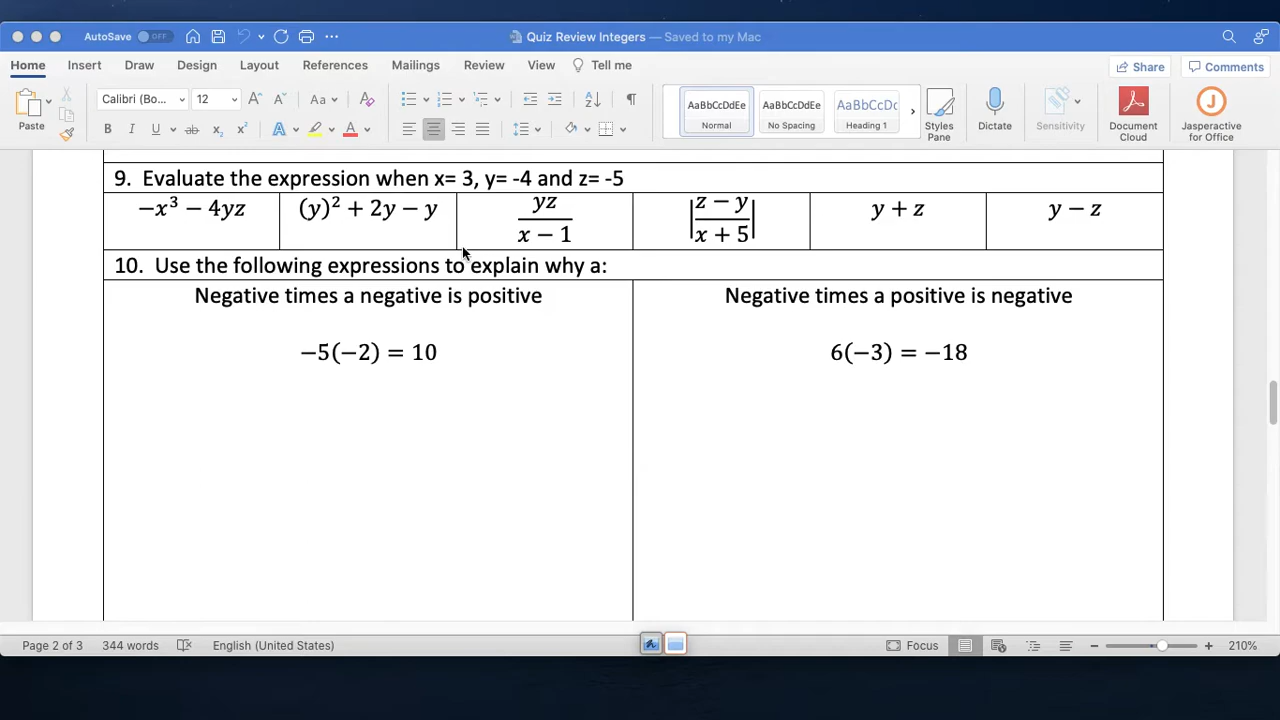 AutoSave OFF
Quiz Review Integers — Saved to my Mac
Home Insert Draw Design Layout References Mailings Review View Tell me
Share Comments
Paste
Calibri (Bo... 12
AaBbCcDdEe Normal
AaBbCcDdEe No Spacing
AaBbCcDc Heading 1
Styles Pane
Dictate
Sensitivity
Document Cloud
Jasperactive for Office
9. Evaluate the expression when x= 3, y= -4 and z= -5
−x³ − 4yz
(y)² + 2y − y
yz
x − 1
|z − y
x + 5|
y + z
y − z
10. Use the following expressions to explain why a:
Negative times a negative is positive
−5(−2) = 10
Negative times a positive is negative
6(−3) = −18
Page 2 of 3 344 words English (United States) Focus 210%